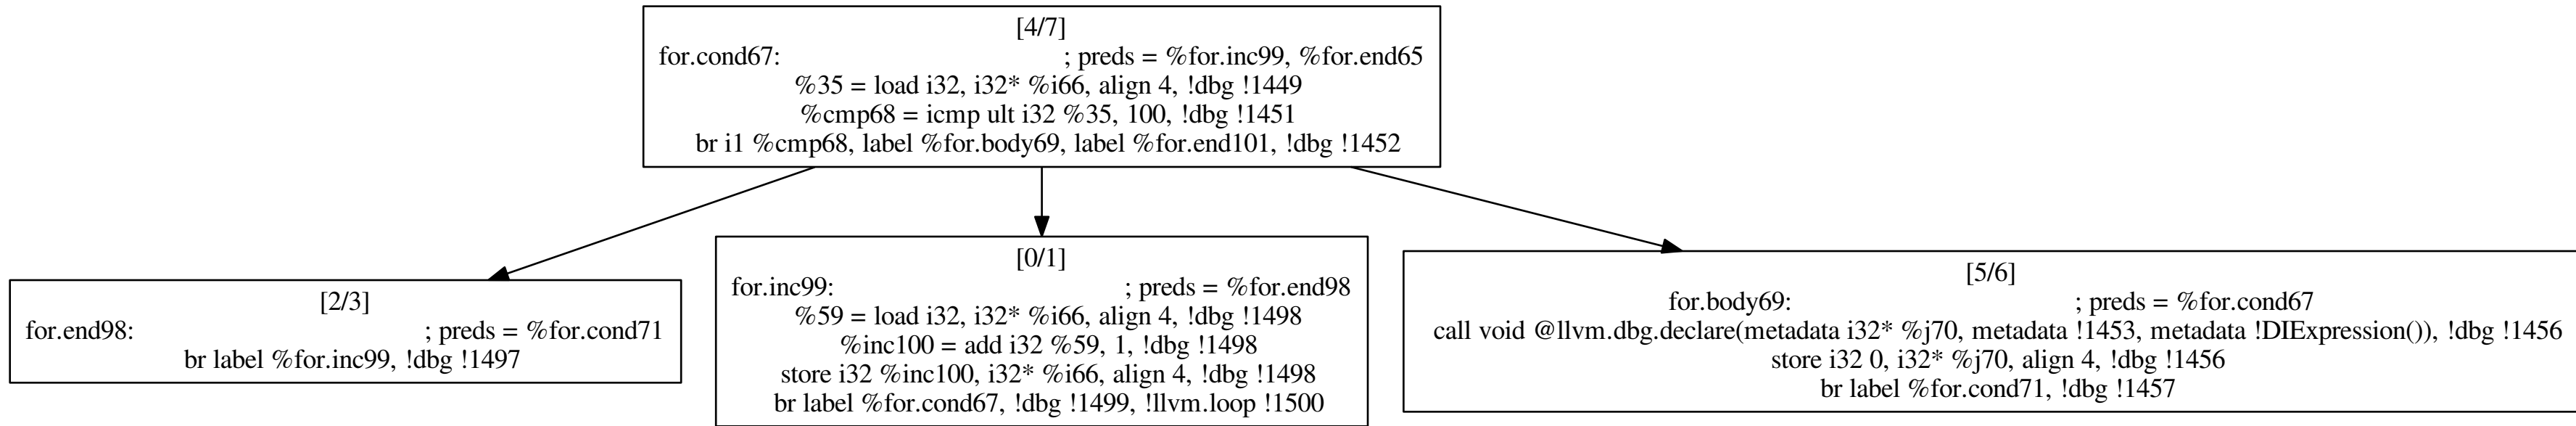 [4/7]
for.cond67: ; preds = %for.inc99, %for.end65
%35 = load i32, i32* %i66, align 4, !dbg !1449
%cmp68 = icmp ult i32 %35, 100, !dbg !1451
br i1 %cmp68, label %for.body69, label %for.end101, !dbg !1452
[2/3]
for.end98: ; preds = %for.cond71
br label %for.inc99, !dbg !1497
[0/1]
for.inc99: ; preds = %for.end98
%59 = load i32, i32* %i66, align 4, !dbg !1498
%inc100 = add i32 %59, 1, !dbg !1498
store i32 %inc100, i32* %i66, align 4, !dbg !1498
br label %for.cond67, !dbg !1499, !llvm.loop !1500
[5/6]
for.body69: ; preds = %for.cond67
call void @llvm.dbg.declare(metadata i32* %j70, metadata !1453, metadata !DIExpression()), !dbg !1456
store i32 0, i32* %j70, align 4, !dbg !1456
br label %for.cond71, !dbg !1457